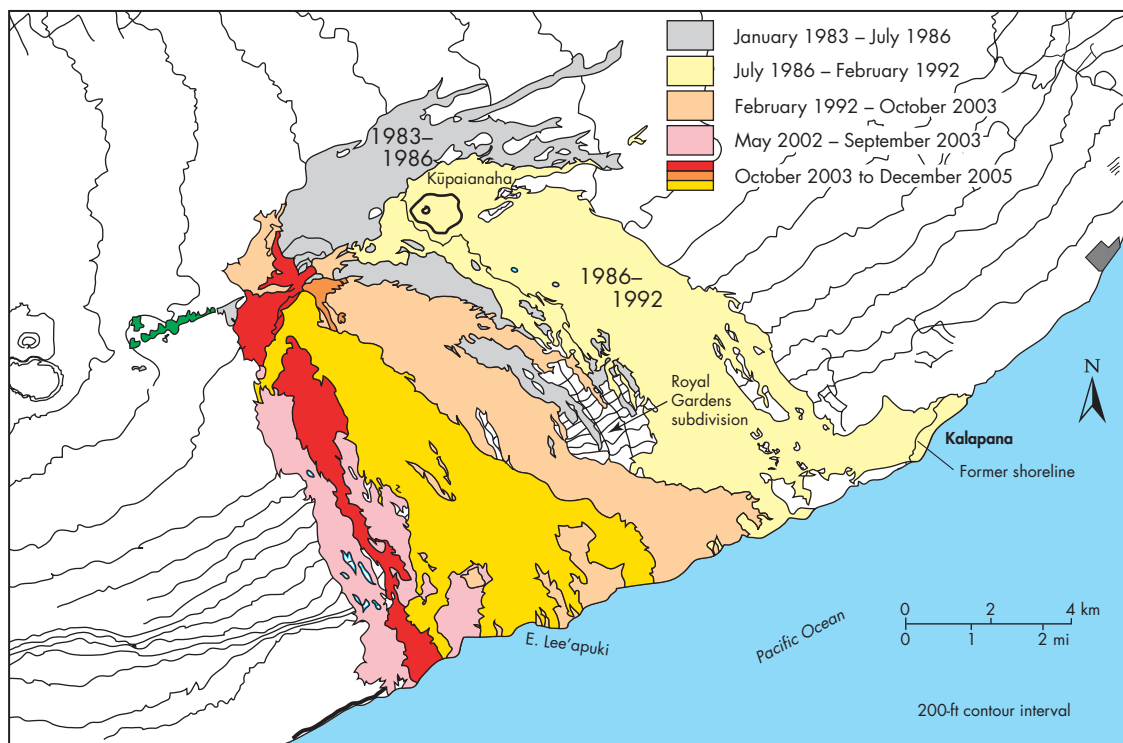 January 1983 – July 1986
July 1986 – February 1992
February 1992 – October 2003
May 2002 – September 2003
October 2003 to December 2005
1983–
1986
Kūpaianaha
1986–
1992
Royal
Gardens
subdivision
N
Kalapana
Former shoreline
E. Lee'apuki
Pacific Ocean
0 2 4 km
0 1 2 mi
200-ft contour interval